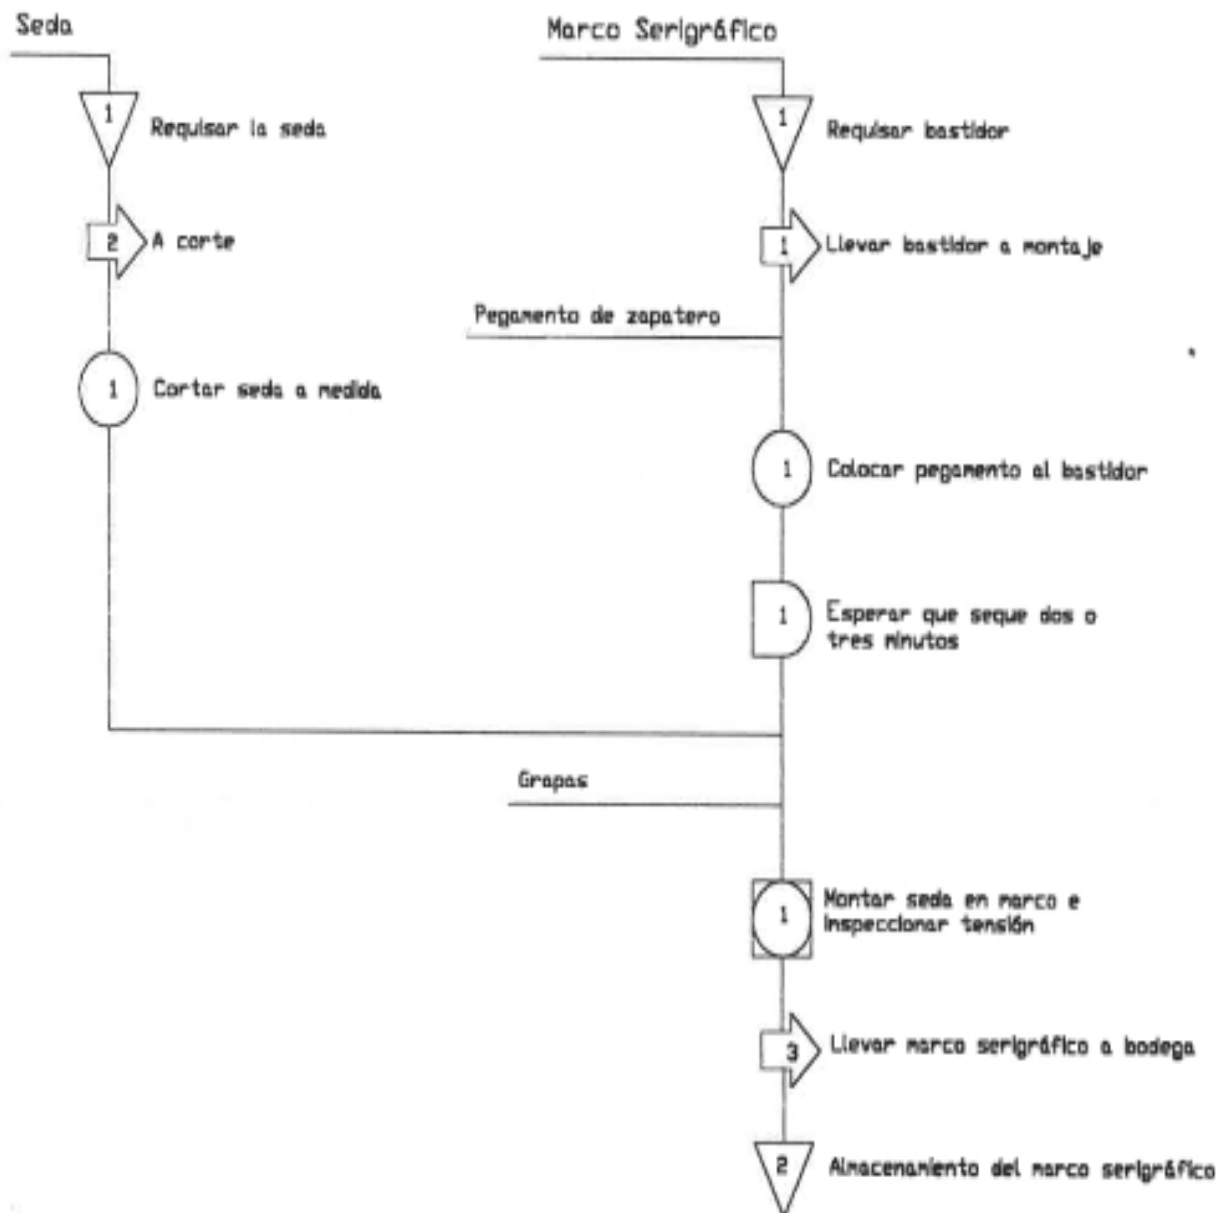 Seda
Marco Serigráfico
1
Requisar la seda
1
Requisar bastidor
2
A corte
1
Llevar bastidor a montaje
Pegamento de zapatero
1
Cortar seda a medida
1
Colocar pegamento al bastidor
1
Esperar que seque dos o
tres minutos
Grapas
1
Montar seda en marco e
inspeccionar tensión
3
Llevar marco serigráfico a bodega
2
Almacenamiento del marco serigráfico